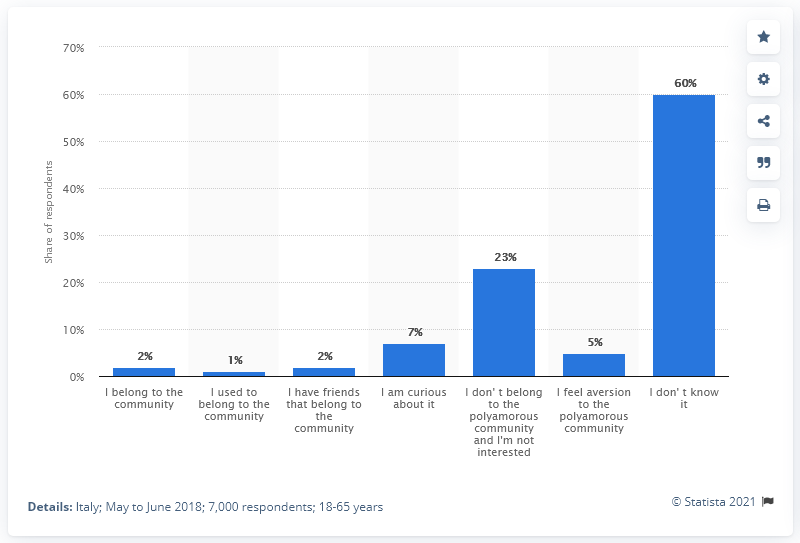 70%
60%
50%
40%
30%
20%
10%
0%
Share of respondents
2%
1%
2%
7%
23%
5%
60%
I belong to the
community
I used to
belong to the
community
I have friends
that belong to
the
community
I am curious
about it
I don' t belong
to the
polyamorous
community
and I'm not
interested
I feel aversion
to the
polyamorous
community
I don' t know
it
Details: Italy; May to June 2018; 7,000 respondents; 18-65 years
© Statista 2021